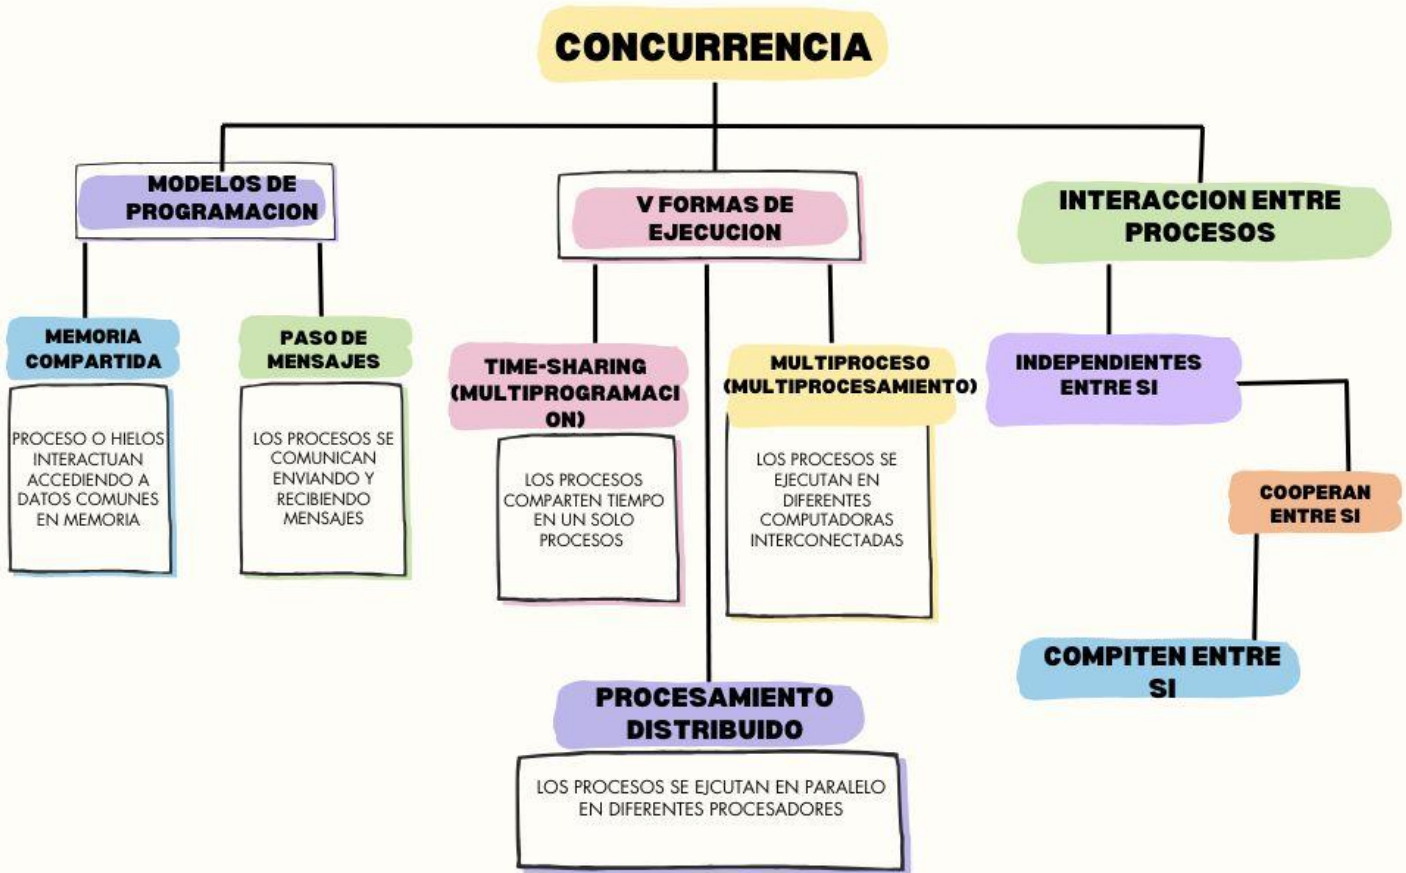 CONCURRENCIA
MODELOS DE
PROGRAMACION
V FORMAS DE
EJECUCION
INTERACCION ENTRE
PROCESOS
MEMORIA
COMPARTIDA
PROCESO O HIELOS
INTERACTUAN
ACCEDIENDO A
DATOS COMUNES
EN MEMORIA
PASO DE
MENSAJES
LOS PROCESOS SE
COMUNICAN
ENVIANDO Y
RECIBIENDO
MENSAJES
TIME-SHARING
(MULTIPROGRAMACI
ON)
LOS PROCESOS
COMPARTEN TIEMPO
EN UN SOLO
PROCESOS
MULTIPROCESO
(MULTIPROCESAMIENTO)
LOS PROCESOS SE
EJECUTAN EN
DIFERENTES
COMPUTADORAS
INTERCONECTADAS
INDEPENDIENTES
ENTRE SI
COOPERAN
ENTRE SI
COMPITEN ENTRE
SI
PROCESAMIENTO
DISTRIBUIDO
LOS PROCESOS SE EJCUTAN EN PARALELO
EN DIFERENTES PROCESADORES